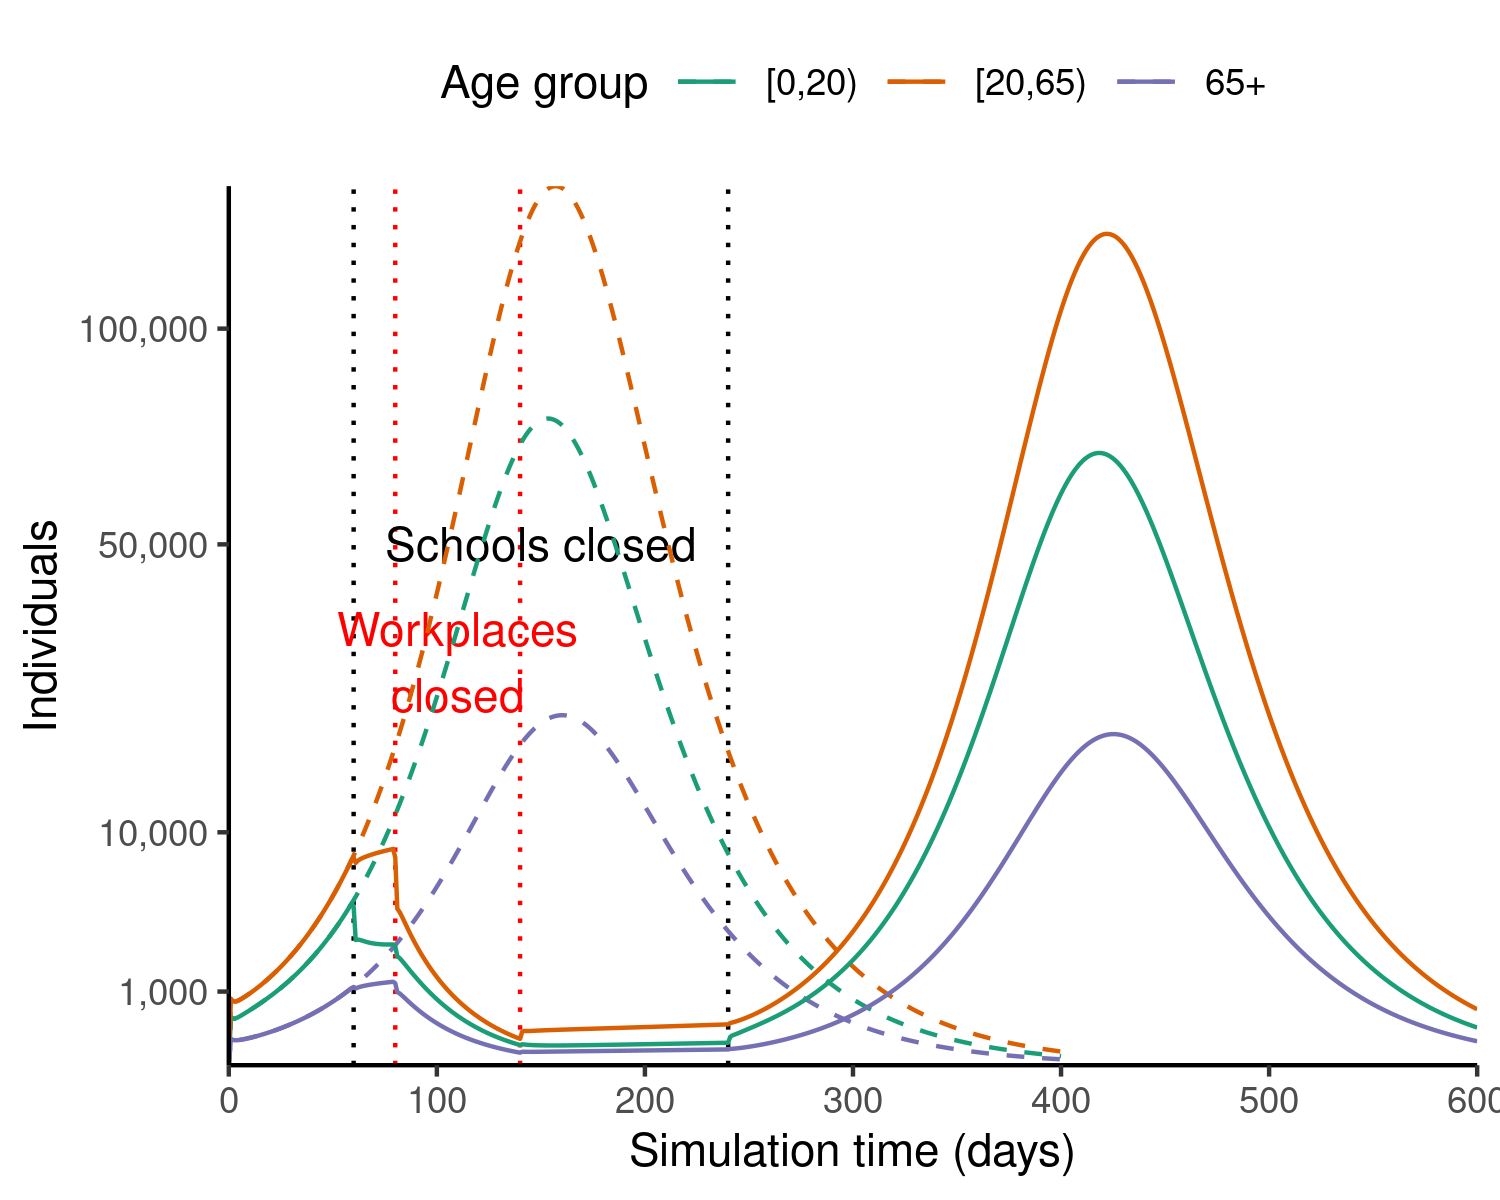 Age group [0,20) [20,65) 65+
100,000
50,000
10,000
1,000
Individuals
Schools closed
Workplaces
closed
0 100 200 300 400 500 600
Simulation time (days)